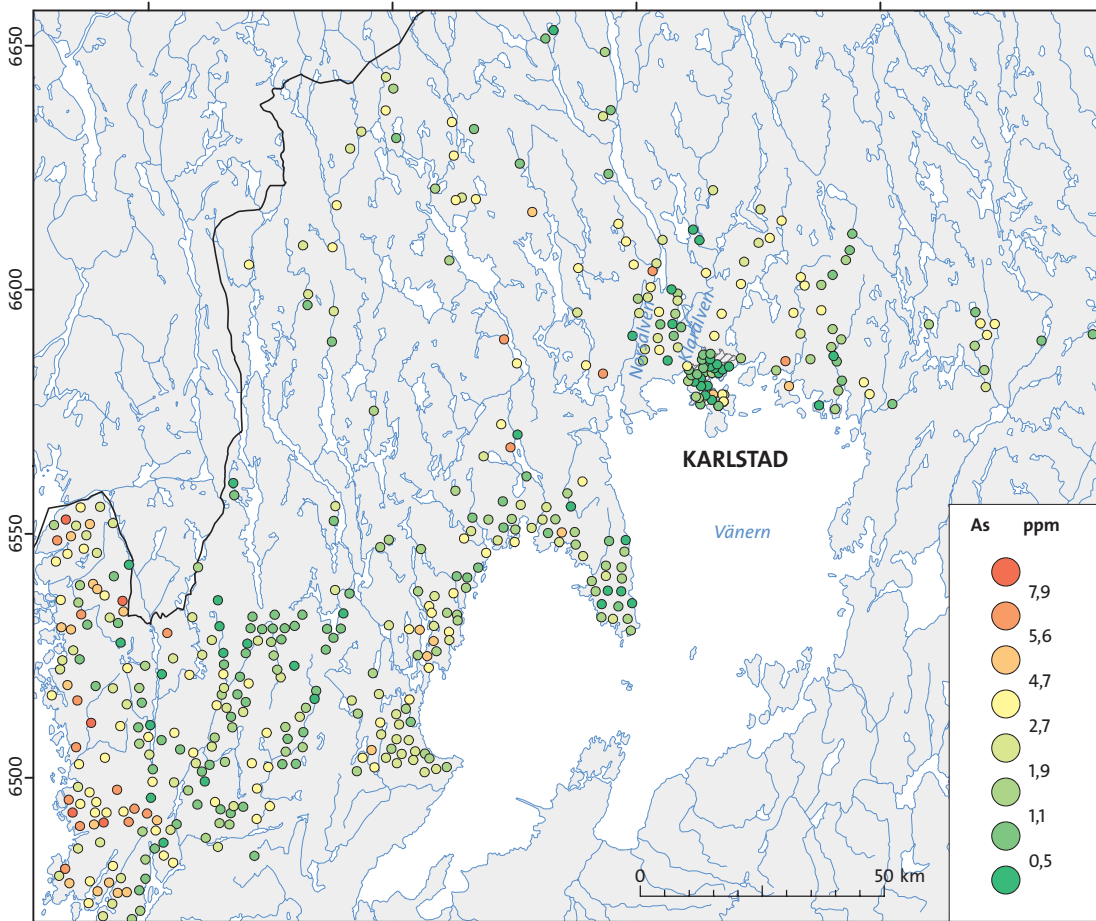 6650
6600
6550
6500
Norsälven
Klarälven
KARLSTAD
Vänern
As ppm
7,9
5,6
4,7
2,7
1,9
1,1
0,5
0 50 km